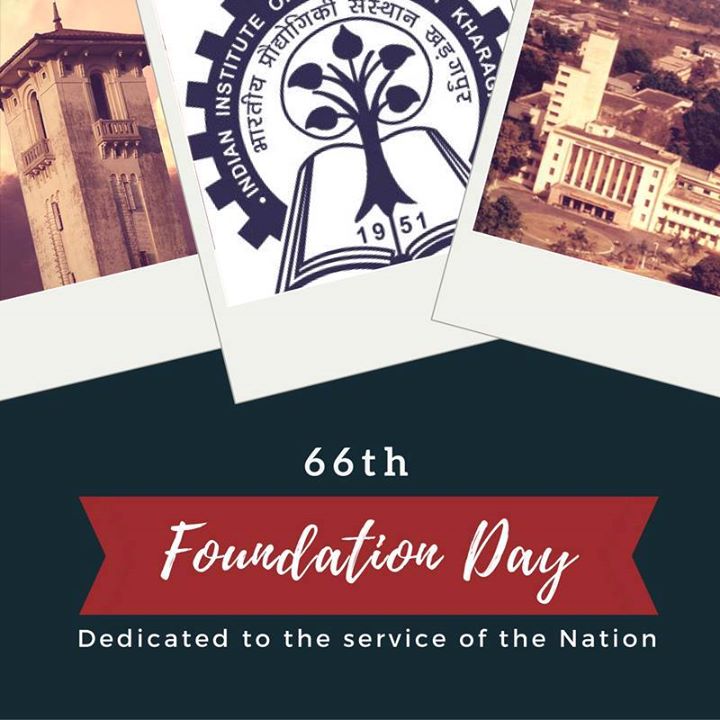 INDIAN INSTITUTE O KHARAG
भारतीय प्रौद्योगिकी संस्थान खड़गपुर
1951
66th
Foundation Day
Dedicated to the service of the Nation